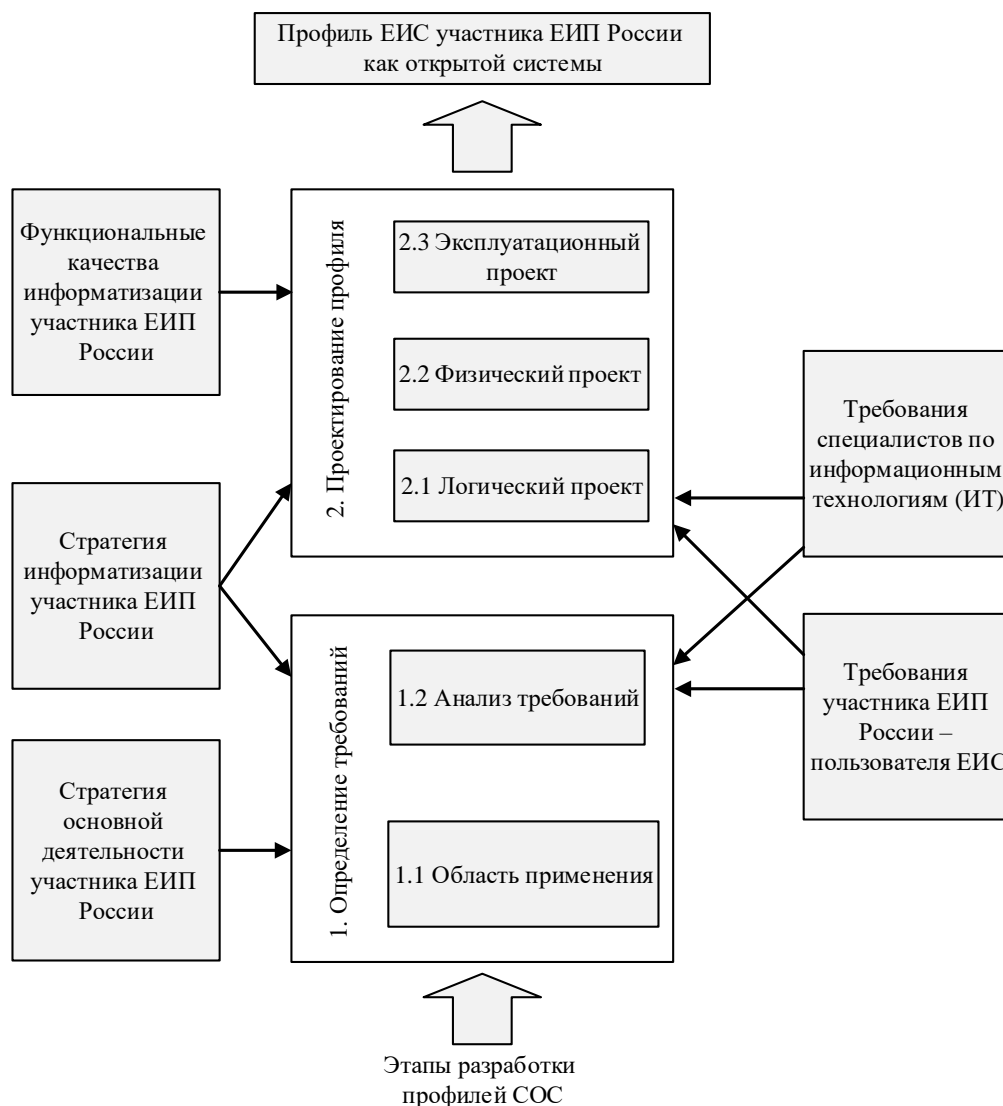 Профиль ЕИС участника ЕИП России
как открытой системы
Функциональные
качества
информатизации
участника ЕИП
России
2. Проектирование профиля
2.3 Эксплуатационный
проект
2.2 Физический проект
2.1 Логический проект
Требования
специалистов по
информационным
технологиям (ИТ)
Стратегия
информатизации
участника ЕИП
России
1. Определение требований
1.2 Анализ требований
1.1 Область применения
Требования
участника ЕИП
России –
пользователя ЕИС
Стратегия
основной
деятельности
участника ЕИП
России
Этапы разработки
профилей СОС